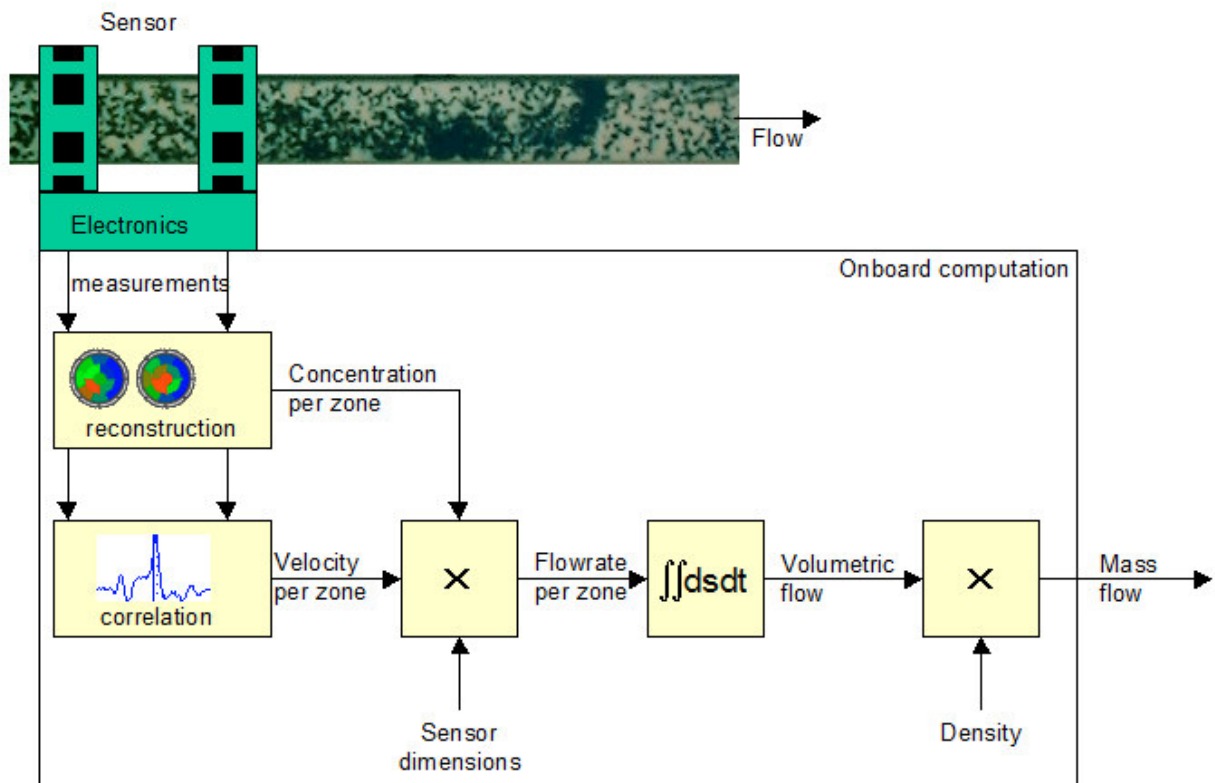 Sensor
Flow
Electronics
Onboard computation
measurements
Concentration
per zone
reconstruction
Velocity
per zone
×
Flowrate
per zone
∫∫dsdt
Volumetric
flow
×
Mass
flow
correlation
Sensor
dimensions
Density